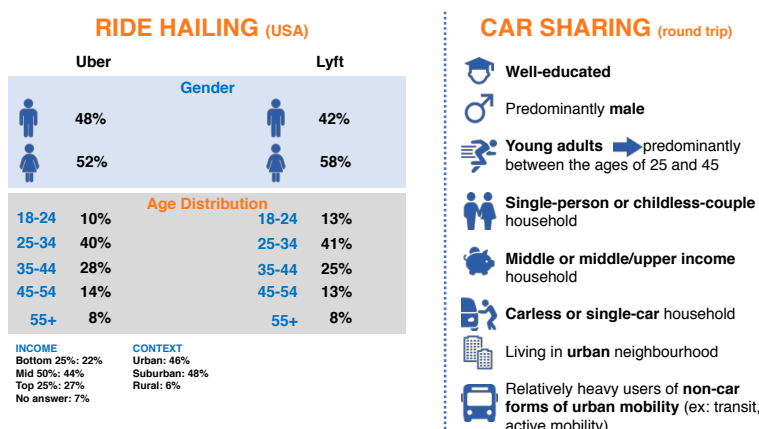 RIDE HAILING (USA)
Uber Lyft
Gender
48% 42%
52% 58%
Age Distribution
18-24 10% 18-24 13%
25-34 40% 25-34 41%
35-44 28% 35-44 25%
45-54 14% 45-54 13%
55+ 8% 55+ 8%
INCOME
Bottom 25%: 22%
Mid 50%: 44%
Top 25%: 27%
No answer: 7%
CONTEXT
Urban: 46%
Suburban: 48%
Rural: 6%
CAR SHARING (round trip)
Well-educated
Predominantly male
Young adults predominantly
between the ages of 25 and 45
Single-person or childless-couple
household
Middle or middle/upper income
household
Carless or single-car household
Living in urban neighbourhood
Relatively heavy users of non-car
forms of urban mobility (ex: transit,
active mobility)